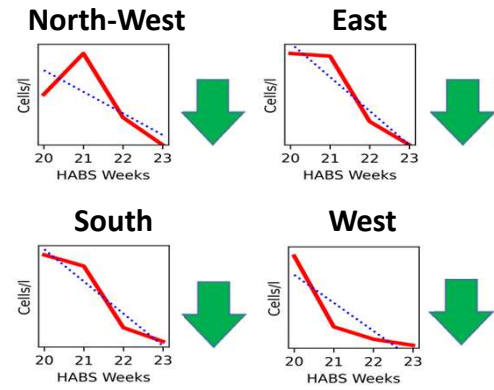 North-West
Cells/l
20 21 22 23
HABS Weeks
East
Cells/l
20 21 22 23
HABS Weeks
South
Cells/l
20 21 22 23
HABS Weeks
West
Cells/l
20 21 22 23
HABS Weeks